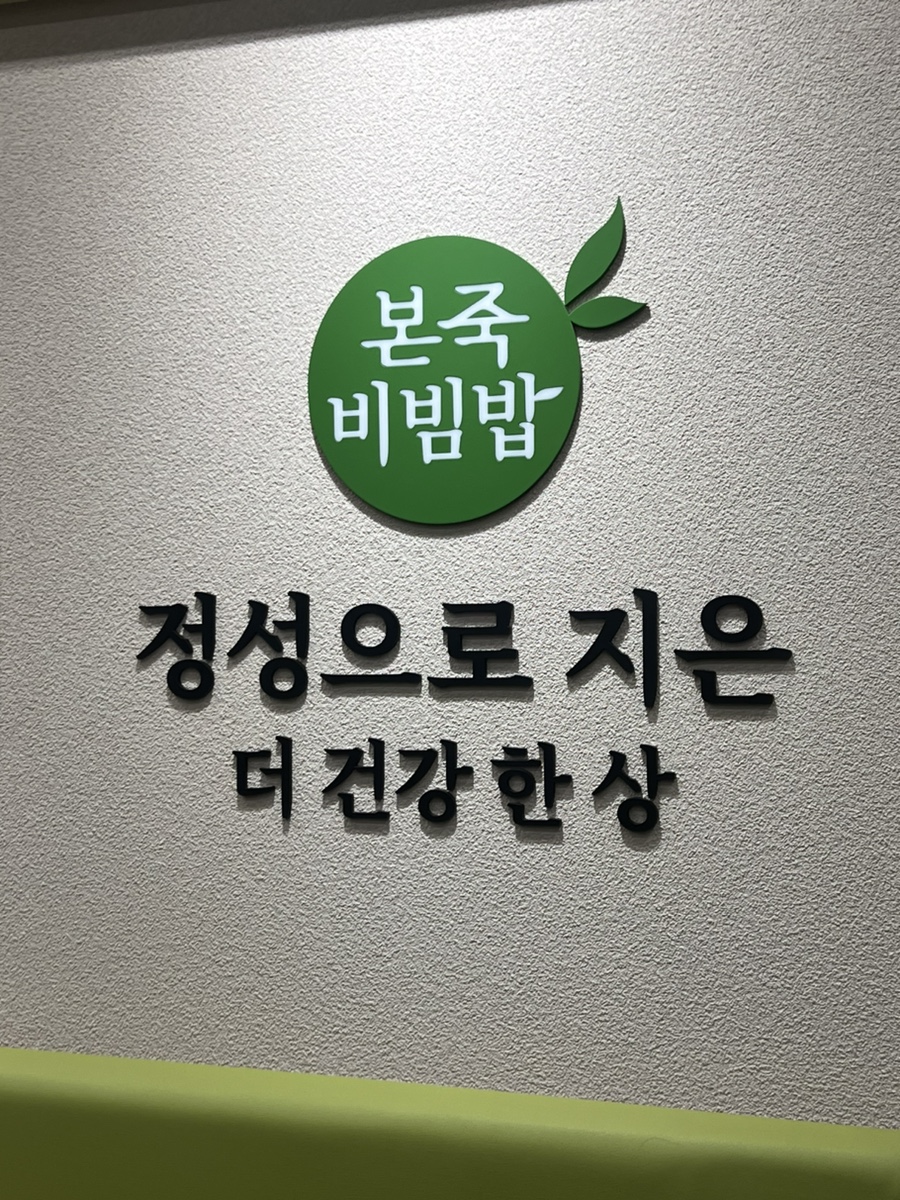 본죽
비빔밥
정성으로 지은
더 건강 한 상